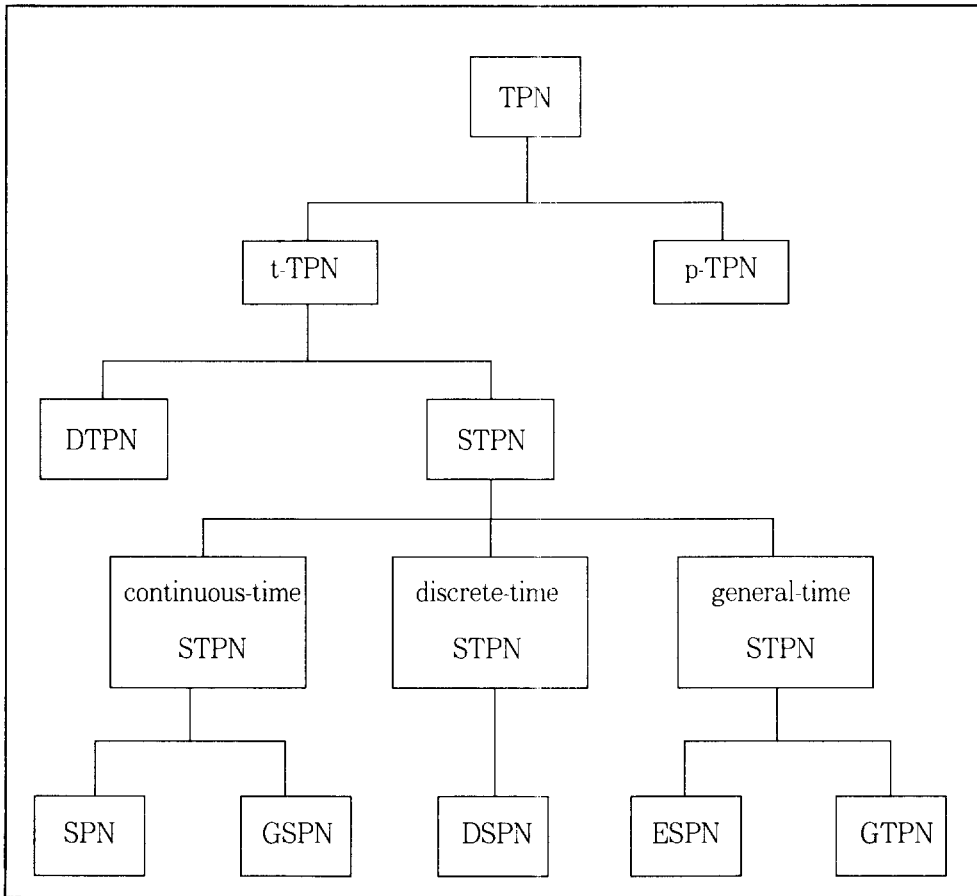 TPN
t-TPN
p-TPN
DTPN
STPN
continuous-time
STPN
discrete-time
STPN
general-time
STPN
SPN
GSPN
DSPN
ESPN
GTPN